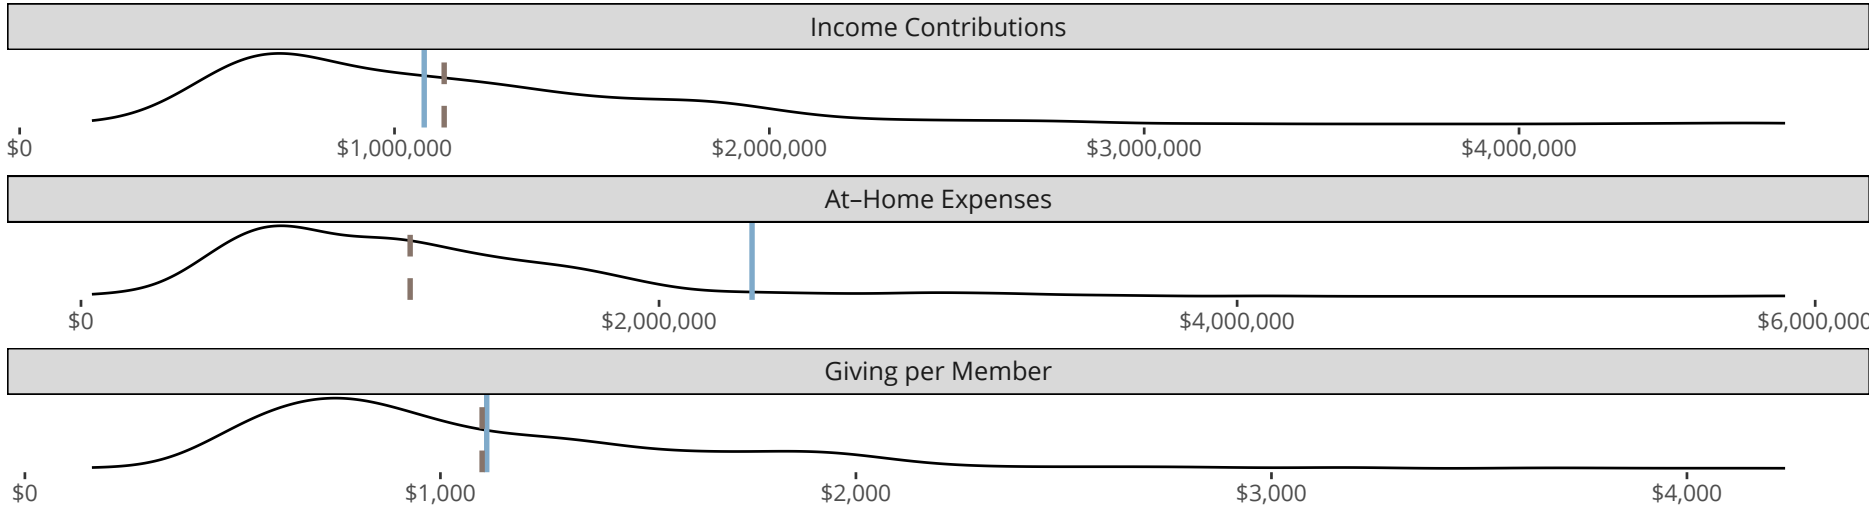 Income Contributions
$0 $1,000,000 $2,000,000 $3,000,000 $4,000,000
At–Home Expenses
$0 $2,000,000 $4,000,000 $6,000,000
Giving per Member
$0 $1,000 $2,000 $3,000 $4,000